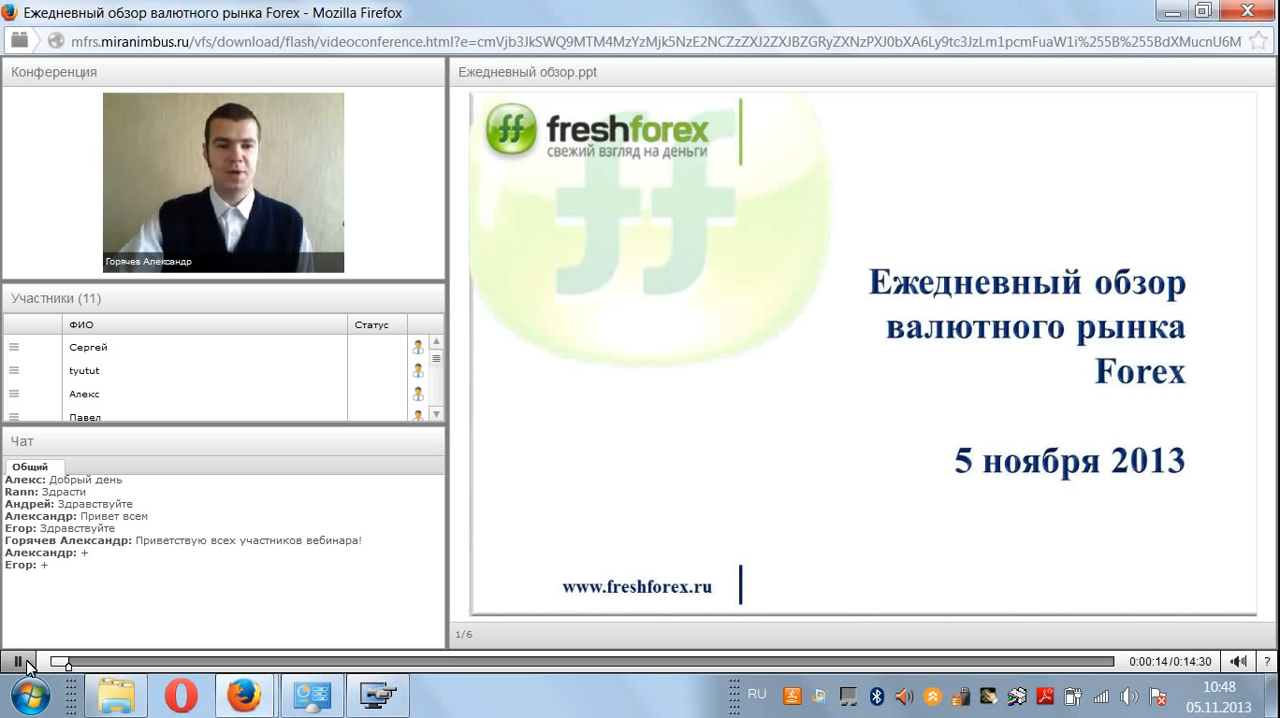 Ежедневный обзор валютного рынка Forex - Mozilla Firefox
mfrs.miranimbus.ru/vfs/download/flash/videoconference.html?e=cmVjb3JkSWQ9MTM4MzYzMjk5NzE2NCZzZXJ2ZXJBZGRyZXNzPXJ0bXA6Ly9tc3JzLm1pcmFuaW1i%255B%255BdXMucnU6M
Конференция
Горячев Александр
Участники (11)
ФИО Статус
Сергей
tyutut
Алекс
Павел
Чат
Общий
Алекс: Добрый день
Rann: Здрасти
Андрей: Здравствуйте
Александр: Привет всем
Егор: Здравствуйте
Горячев Александр: Приветствую всех участников вебинара!
Александр: +
Егор: +
Ежедневный обзор.ppt
ff freshforex
свежий взгляд на деньги
ff
Ежедневный обзор
валютного рынка
Forex
5 ноября 2013
www.freshforex.ru
1/6
0:00:14/0:14:30 ?
RU
10:48
05.11.2013